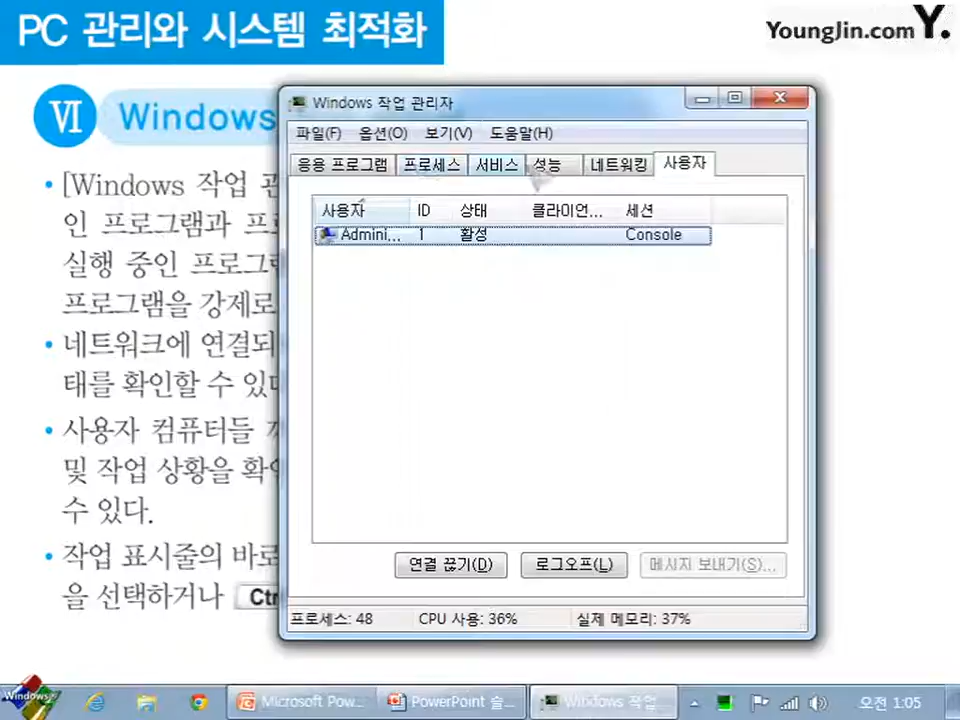 PC 관리와 시스템 최적화
YoungJin.com Y.
Ⅵ Windows
• [Windows 작업 관
인 프로그램과 프로
실행 중인 프로그
프로그램을 강제로
• 네트워크에 연결되
태를 확인할 수 있
• 사용자 컴퓨터들
및 작업 상황을 확인
수 있다.
• 작업 표시줄의 바로
을 선택하거나 Ctr
Windows 작업 관리자
파일(F) 옵션(O) 보기(V) 도움말(H)
응용 프로그램 프로세스 서비스 성능 네트워킹 사용자
사용자 ID 상태 클라이언... 세션
Admini... 1 활성 Console
연결 끊기(D) 로그오프(L) 메시지 보내기(S)...
프로세스: 48 CPU 사용: 36% 실제 메모리: 37%
Windows Microsoft Pow... PowerPoint 슬... Windows 작업... 오전 1:05